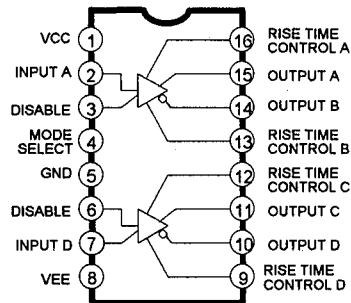 VCC 1
INPUT A 2
DISABLE 3
MODE
SELECT 4
GND 5
DISABLE 6
INPUT D 7
VEE 8
16 RISE TIME
CONTROL A
15 OUTPUT A
14 OUTPUT B
13 RISE TIME
CONTROL B
12 RISE TIME
CONTROL C
11 OUTPUT C
10 OUTPUT D
9 RISE TIME
CONTROL D